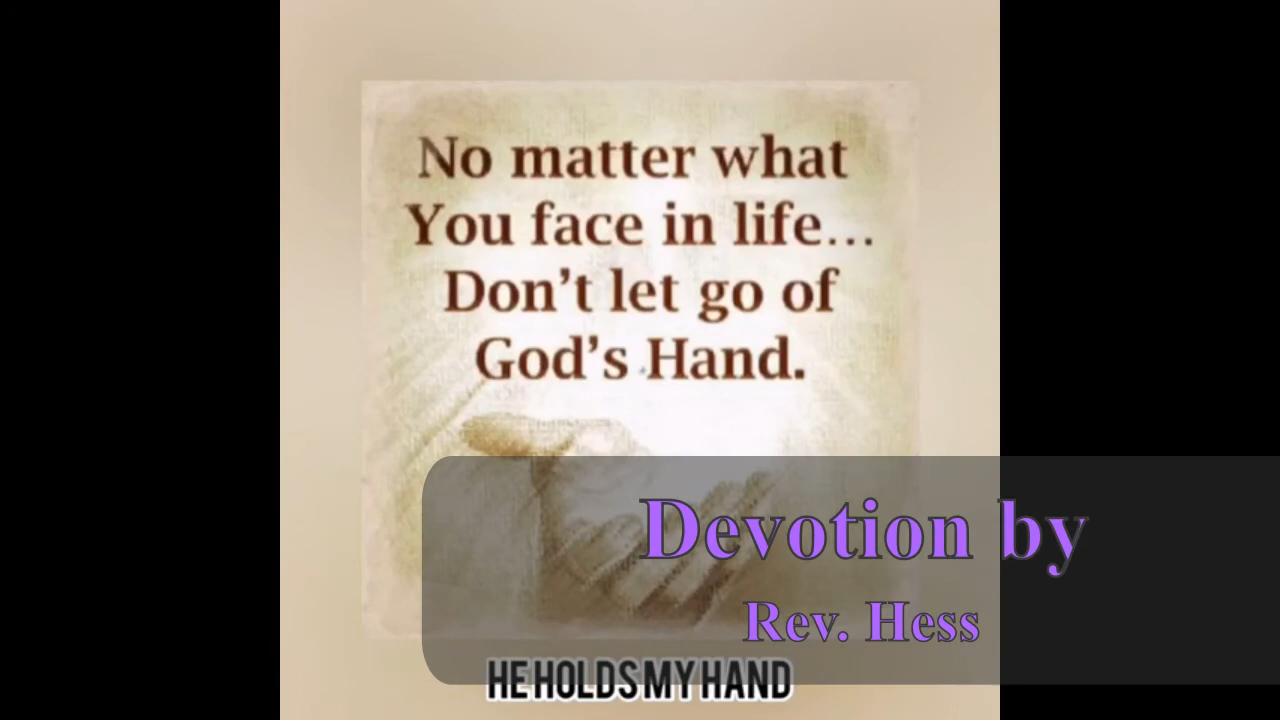 No matter what
You face in life...
Don't let go of
God's Hand.
Devotion by
Rev. Hess
HE HOLDS MY HAND